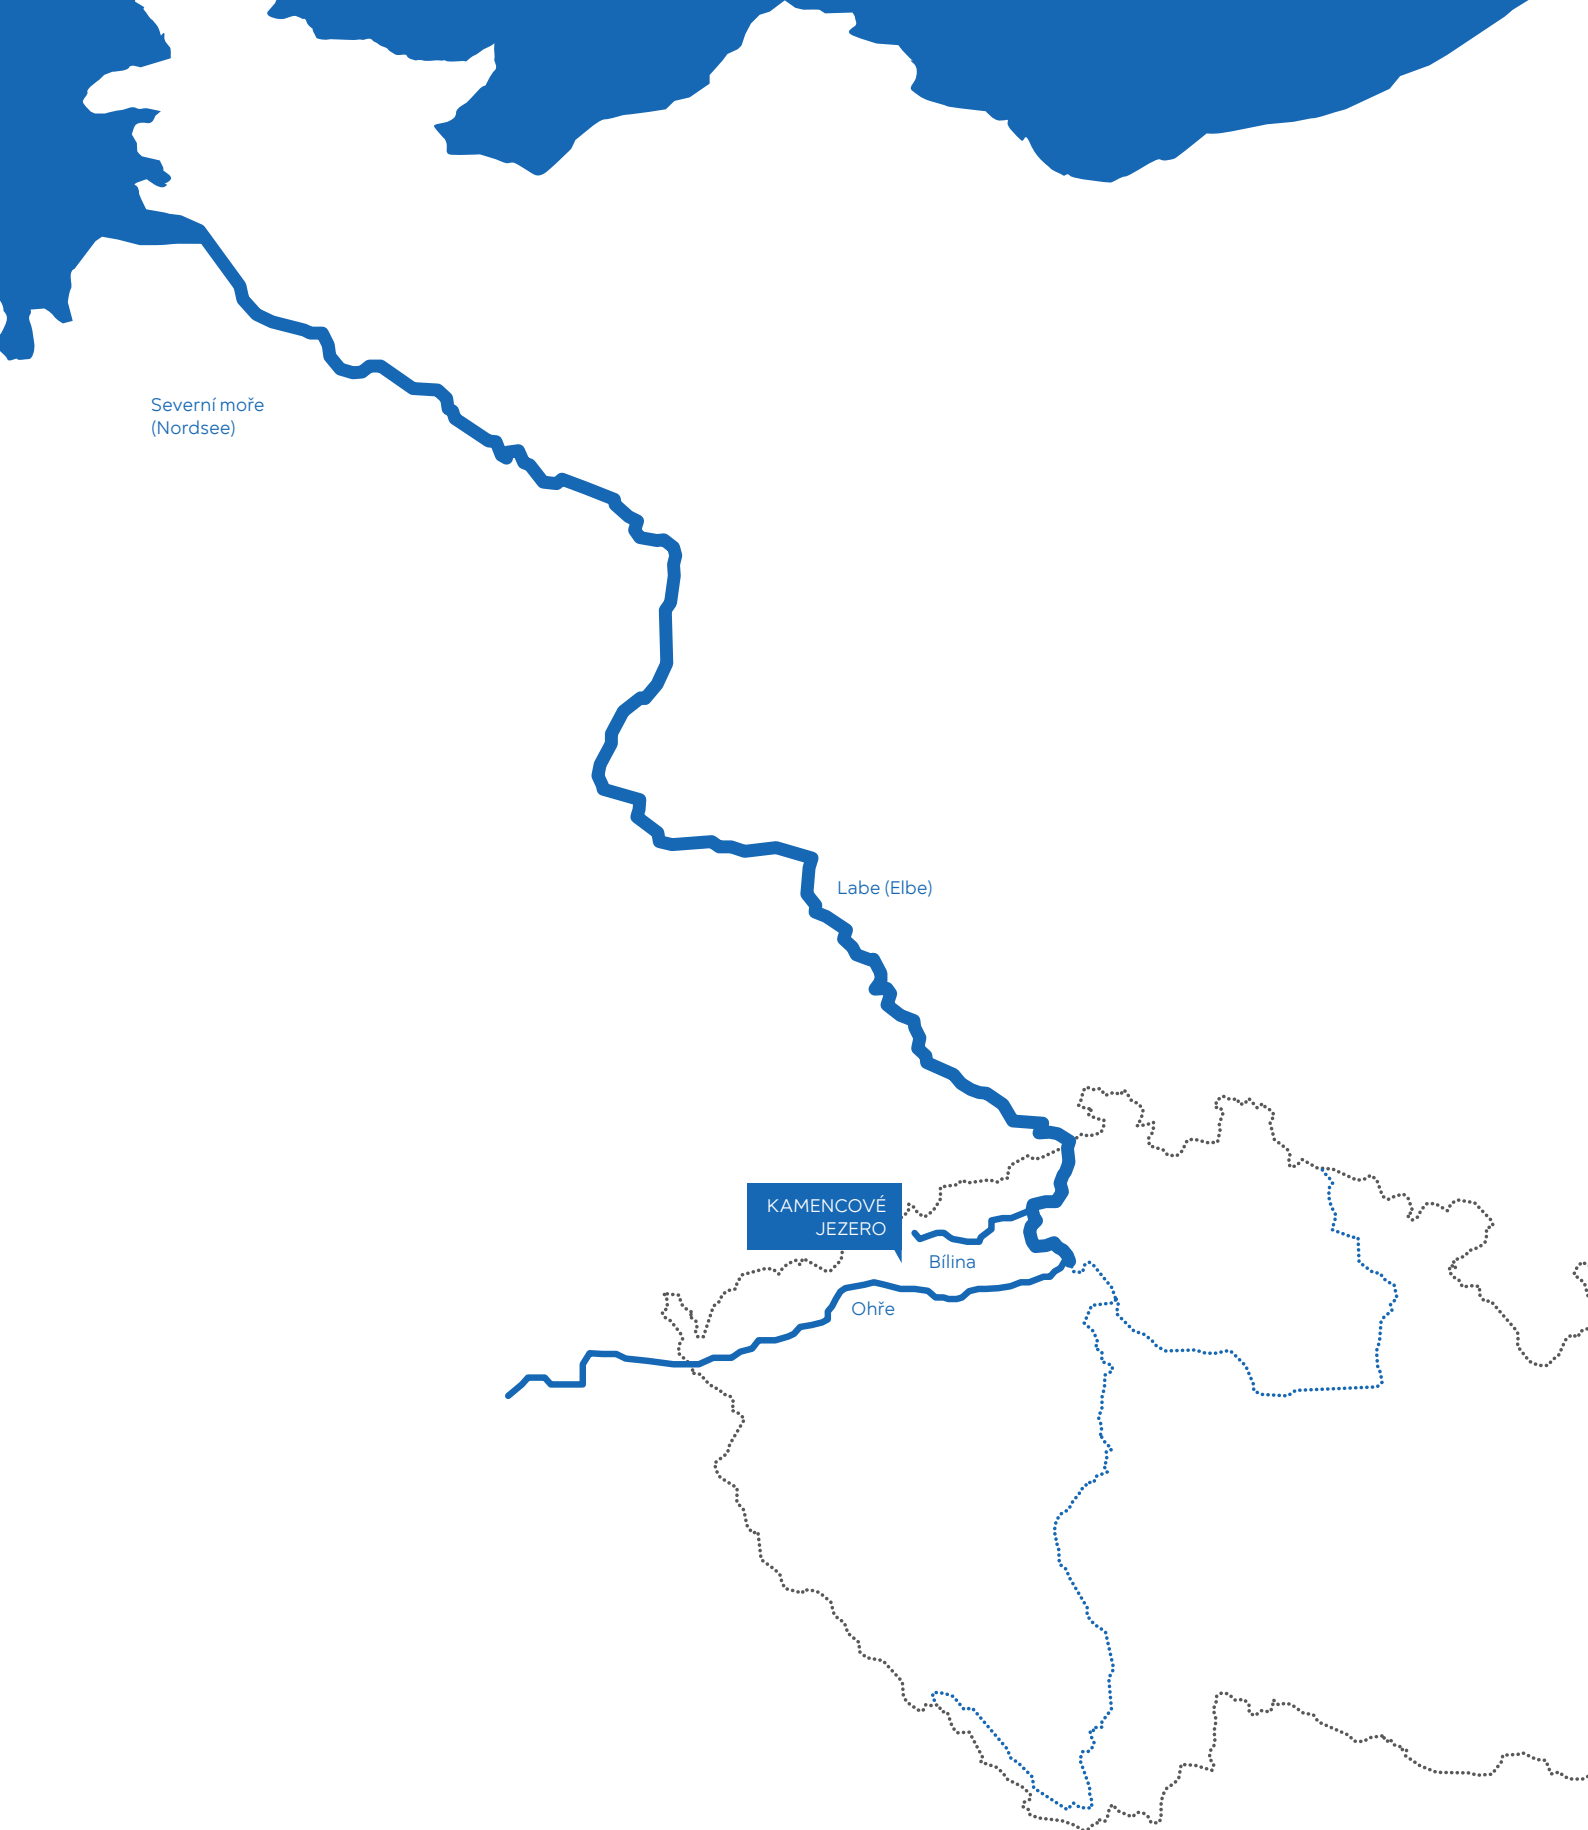 Severní moře
(Nordsee)
Labe (Elbe)
KAMENCOVÉ
JEZERO
Bílina
Ohře